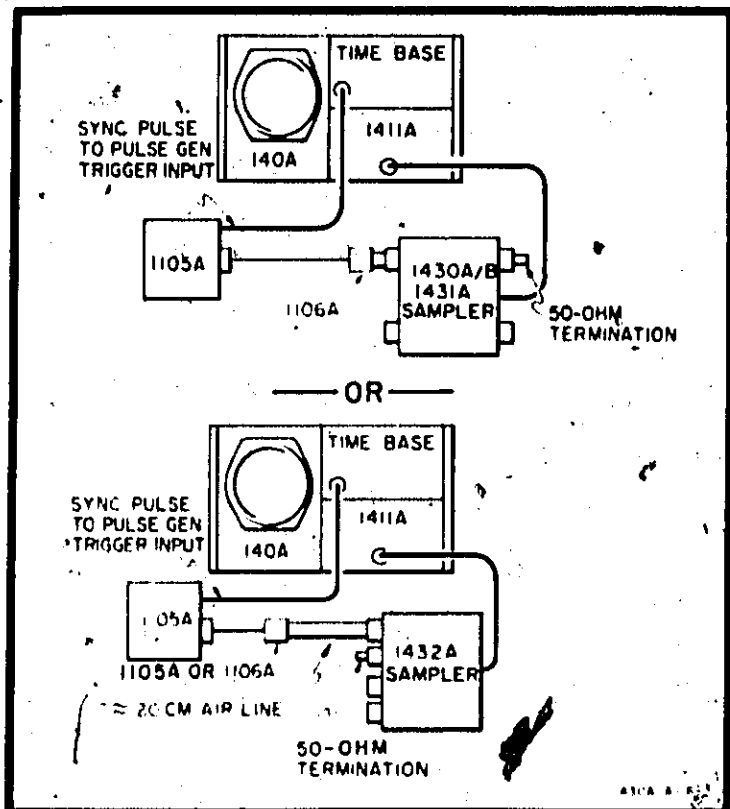 TIME BASE
SYNC PULSE
TO PULSE GEN
TRIGGER INPUT
140A
1411A
1105A
1106A
1430A/B
1431A
SAMPLER
50-OHM
TERMINATION
OR
TIME BASE
SYNC PULSE
TO PULSE GEN
TRIGGER INPUT
140A
1411A
1105A
1105A OR 1106A
≈ 20 CM AIR LINE
1432A
SAMPLER
50-OHM
TERMINATION